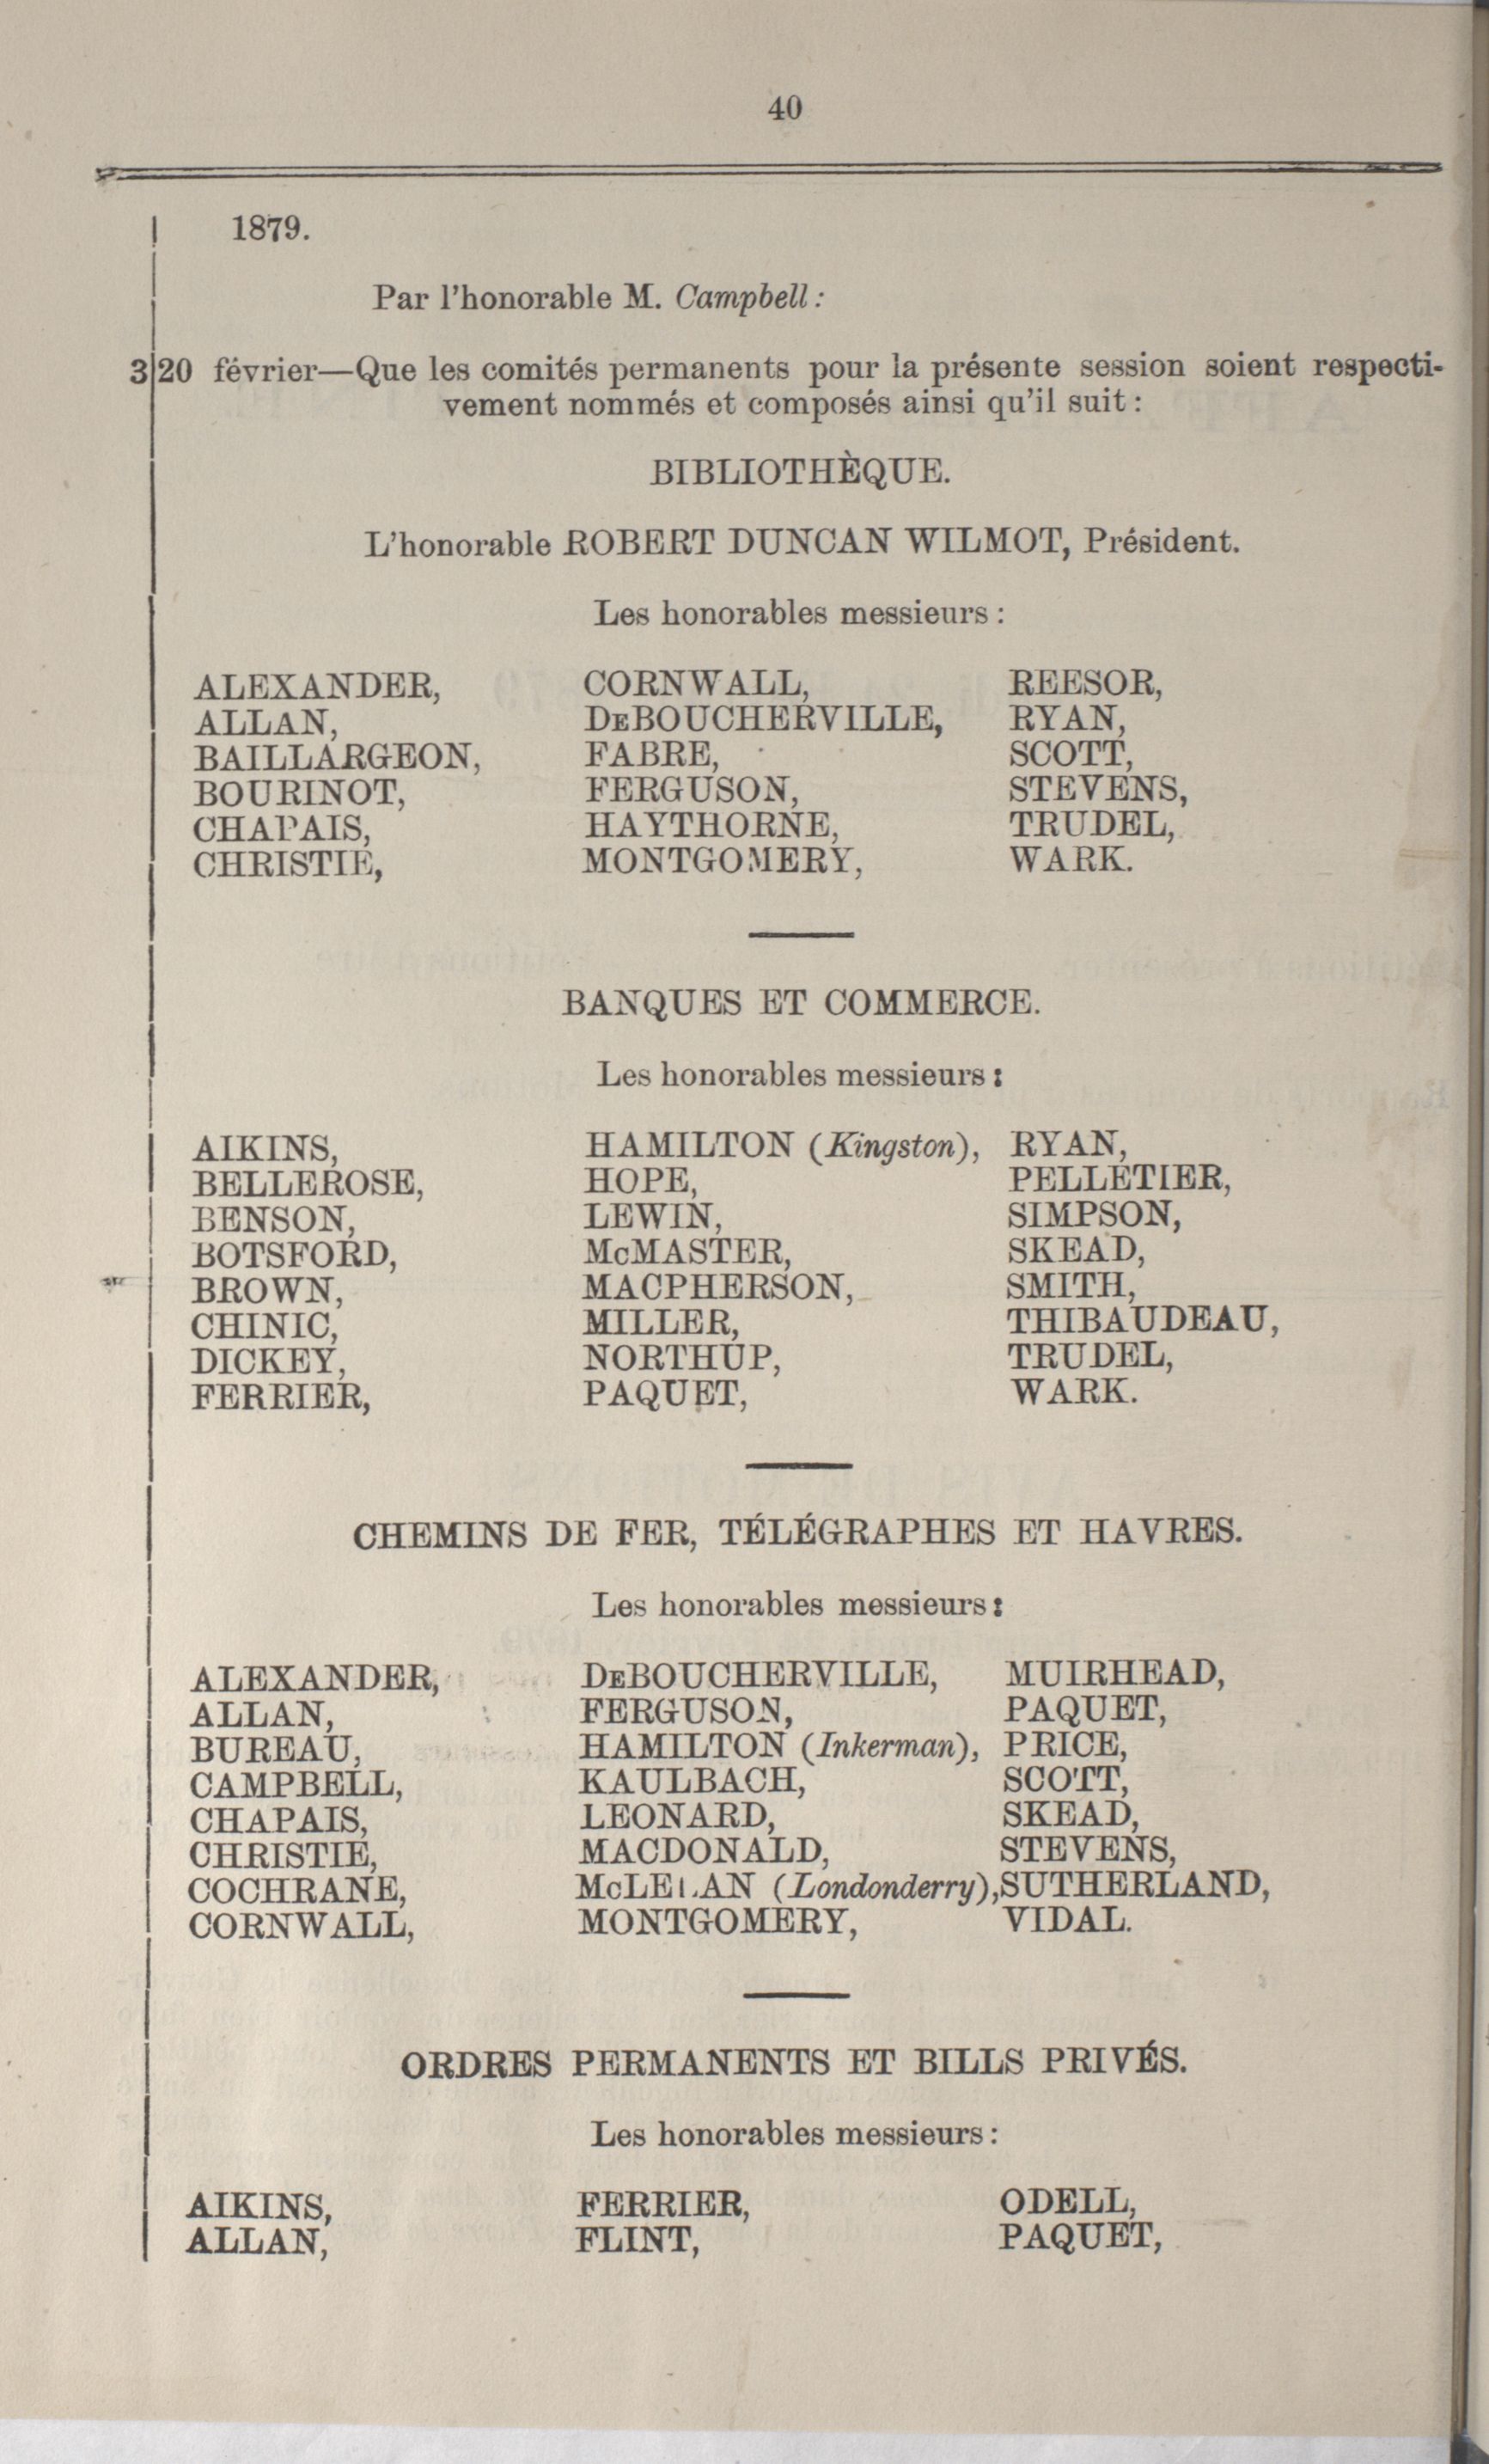 40
1879.
Par l'honorable M. Campbell :
3|20 février—Que les comités permanents pour la présente session soient respecti-
vement nommés et composés ainsi qu'il suit :
BIBLIOTHÈQUE.
L'honorable ROBERT DUNCAN WILMOT, Président.
Les honorables messieurs :
ALEXANDER, CORNWALL, REESOR,
ALLAN, DEBOUCHERVILLE, RYAN,
BAILLARGEON, FABRE, SCOTT,
BOURINOT, FERGUSON, STEVENS,
CHAPAIS, HAYTHORNE, TRUDEL,
CHRISTIE, MONTGOMERY, WARK.
BANQUES ET COMMERCE.
Les honorables messieurs :
AIKINS, HAMILTON (Kingston), RYAN,
BELLEROSE, HOPE, PELLETIER,
BENSON, LEWIN, SIMPSON,
BOTSFORD, McMASTER, SKEAD,
BROWN, MACPHERSON, SMITH,
CHINIC, MILLER, THIBAUDEAU,
DICKEY, NORTHUP, TRUDEL,
FERRIER, PAQUET, WARK.
CHEMINS DE FER, TÉLÉGRAPHES ET HAVRES.
Les honorables messieurs :
ALEXANDER, DEBOUCHERVILLE, MUIRHEAD,
ALLAN, FERGUSON, PAQUET,
BUREAU, HAMILTON (Inkerman), PRICE,
CAMPBELL, KAULBACH, SCOTT,
CHAPAIS, LEONARD, SKEAD,
CHRISTIE, MACDONALD, STEVENS,
COCHRANE, McLELAN (Londonderry), SUTHERLAND,
CORNWALL, MONTGOMERY, VIDAL.
ORDRES PERMANENTS ET BILLS PRIVÉS.
Les honorables messieurs :
AIKINS, FERRIER, ODELL,
ALLAN, FLINT, PAQUET,